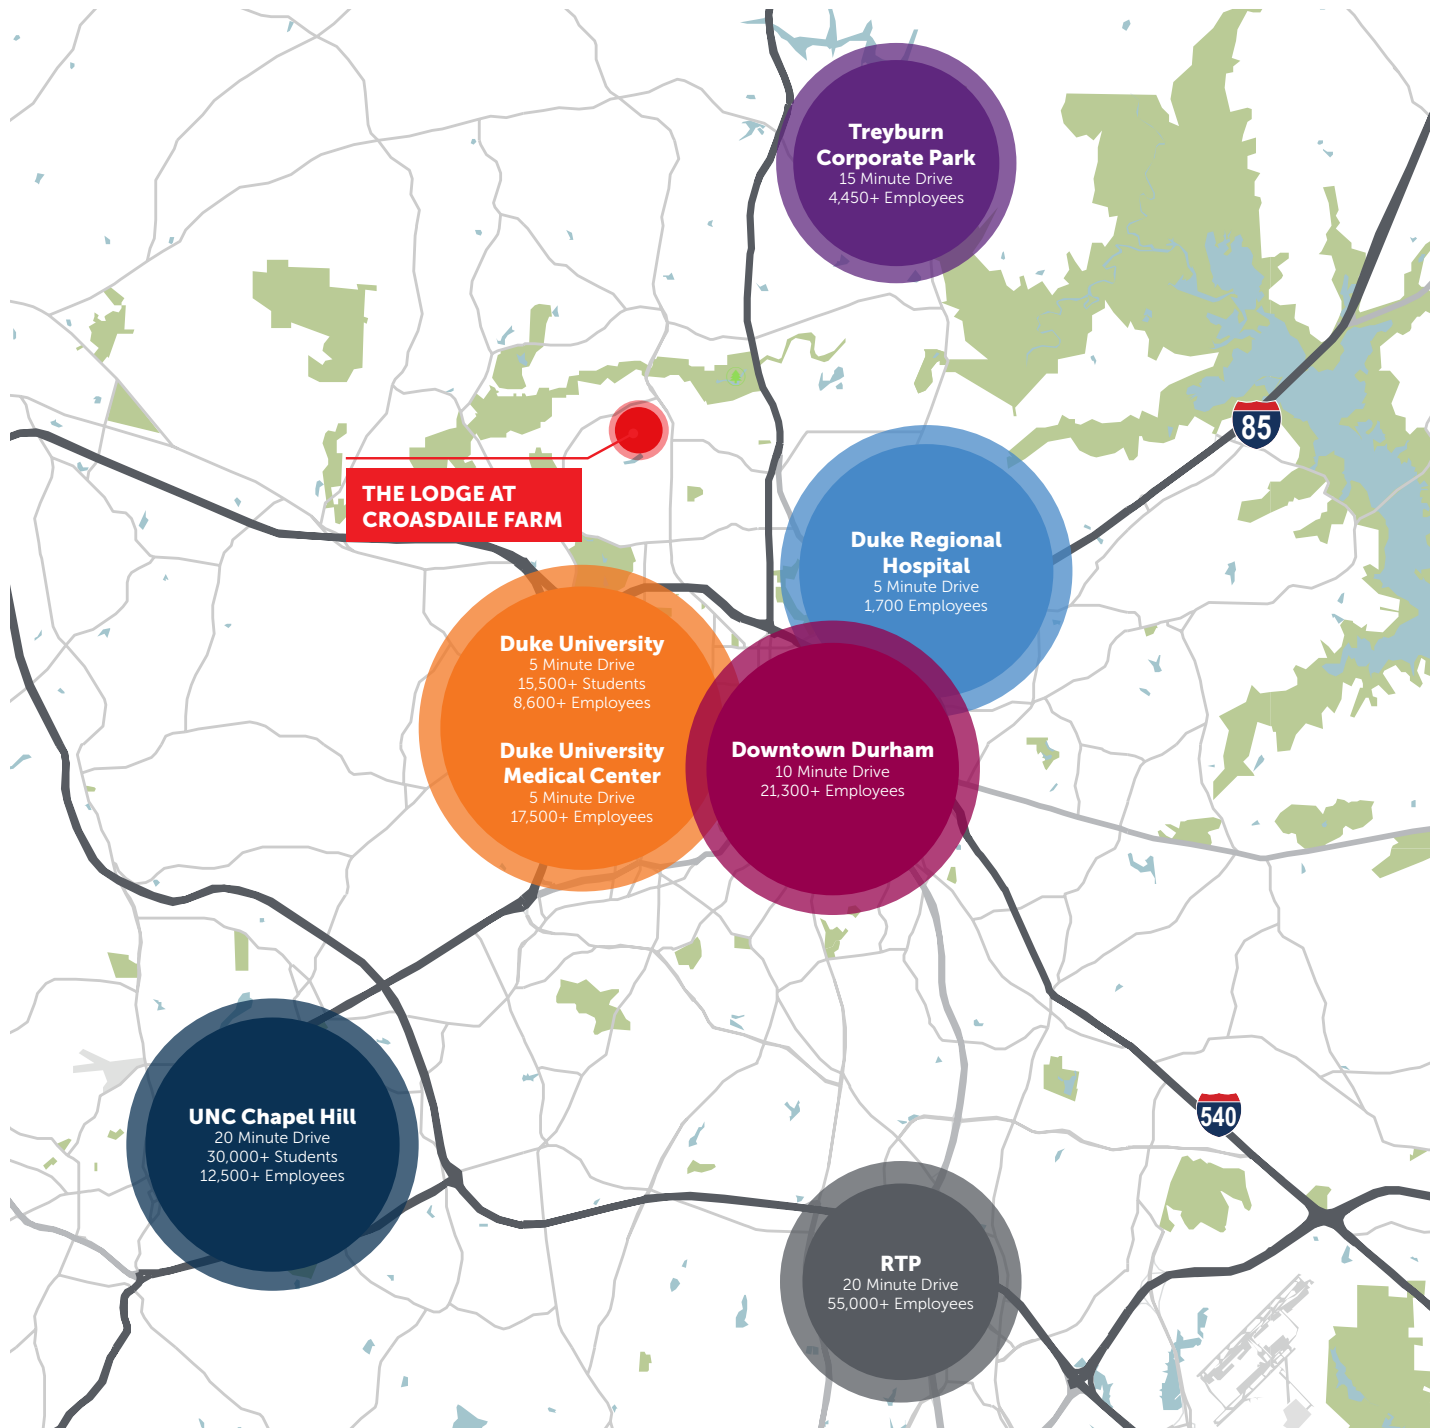 Treyburn
Corporate Park
15 Minute Drive
4,450+ Employees
85
THE LODGE AT
CROASDAILE FARM
Duke Regional
Hospital
5 Minute Drive
1,700 Employees
Duke University
5 Minute Drive
15,500+ Students
8,600+ Employees
Duke University
Medical Center
5 Minute Drive
17,500+ Employees
Downtown Durham
10 Minute Drive
21,300+ Employees
UNC Chapel Hill
20 Minute Drive
30,000+ Students
12,500+ Employees
540
RTP
20 Minute Drive
55,000+ Employees